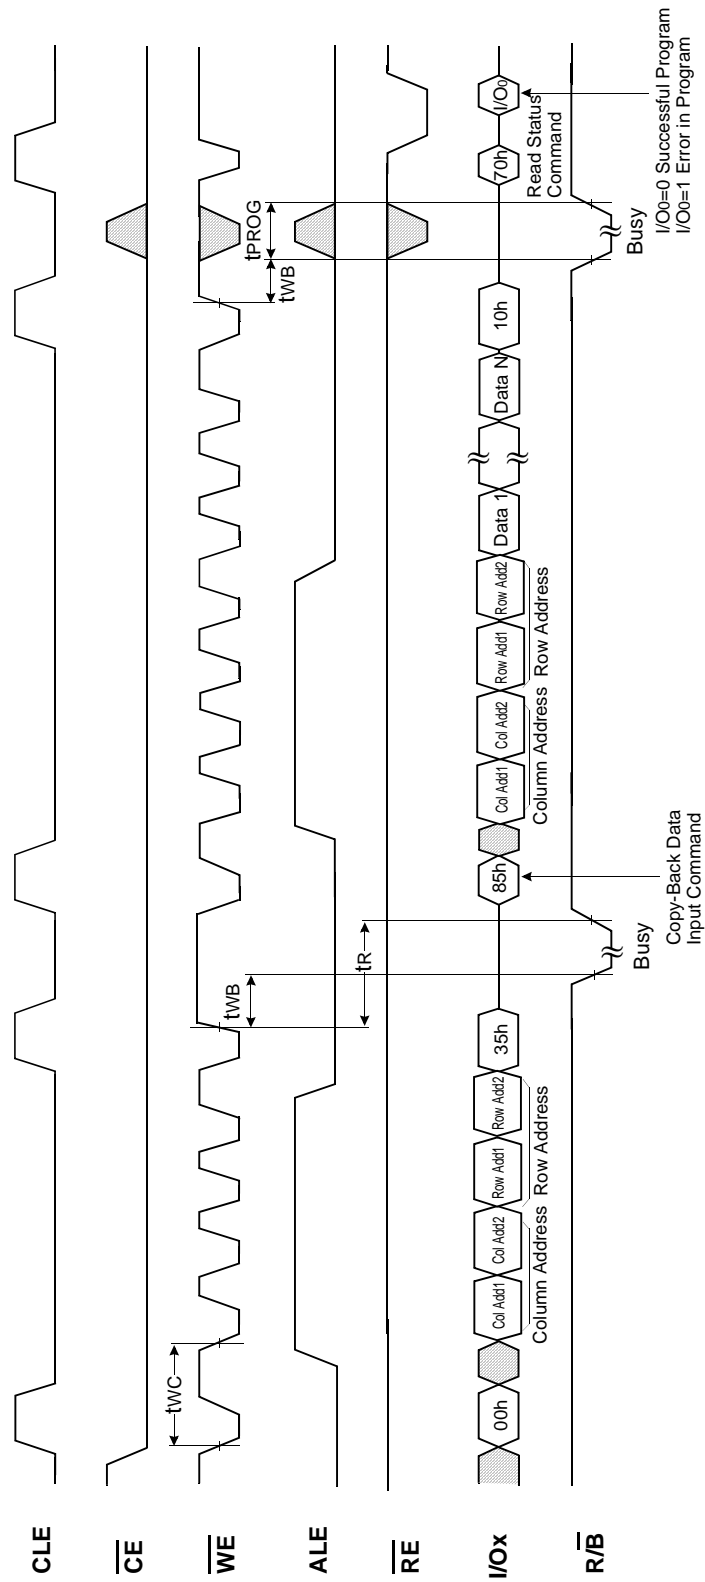 CLE
CE
WE
tWC
tWB
tWB
tPROG
ALE
tR
RE
I/Ox
00h
Col Add1
Col Add2
Row Add1
Row Add2
35h
85h
Col Add1
Col Add2
Row Add1
Row Add2
Data 1
Data N
10h
70h
I/O0
Column Address
Row Address
Column Address
Row Address
Read Status
Command
R/B
Busy
Busy
Copy-Back Data
Input Command
I/O0=0 Successful Program
I/O0=1 Error in Program